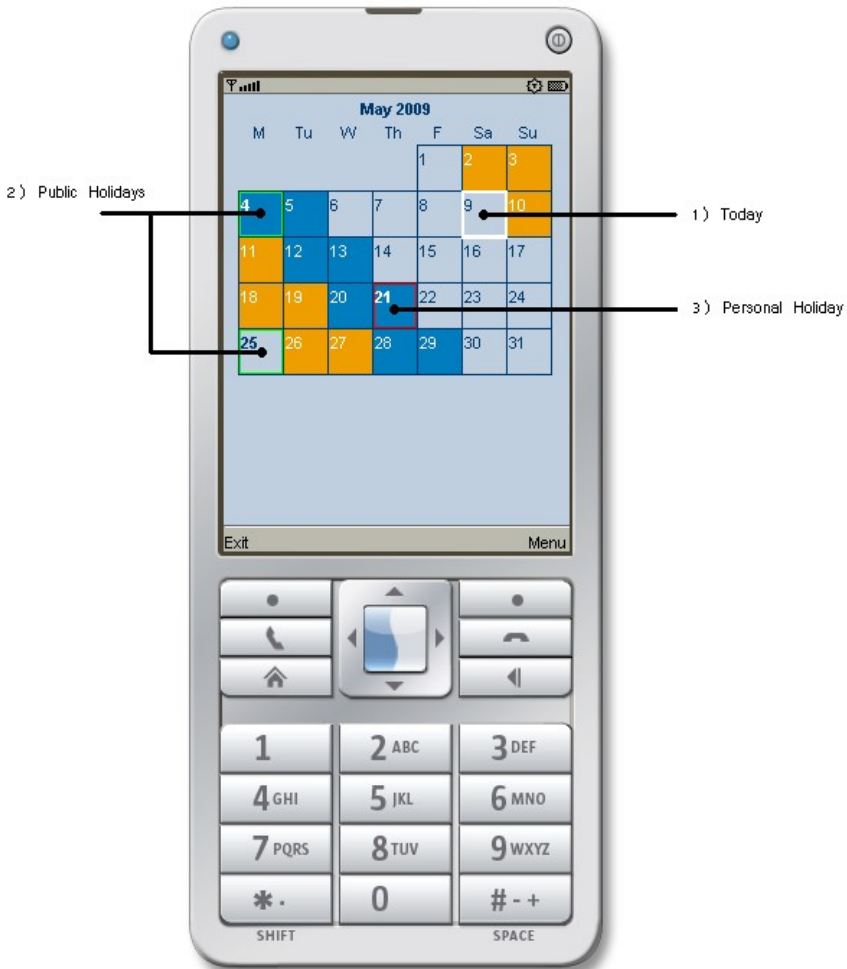 May 2009
M Tu W Th F Sa Su
1 2 3
2) Public Holidays
4 5 6 7 8 9 10
1) Today
11 12 13 14 15 16 17
18 19 20 21 22 23 24
3) Personal Holiday
25 26 27 28 29 30 31
Exit Menu
1 2 ABC 3 DEF
4 GHI 5 JKL 6 MNO
7 PQRS 8 TUV 9 WXYZ
* . 0 # - +
SHIFT SPACE